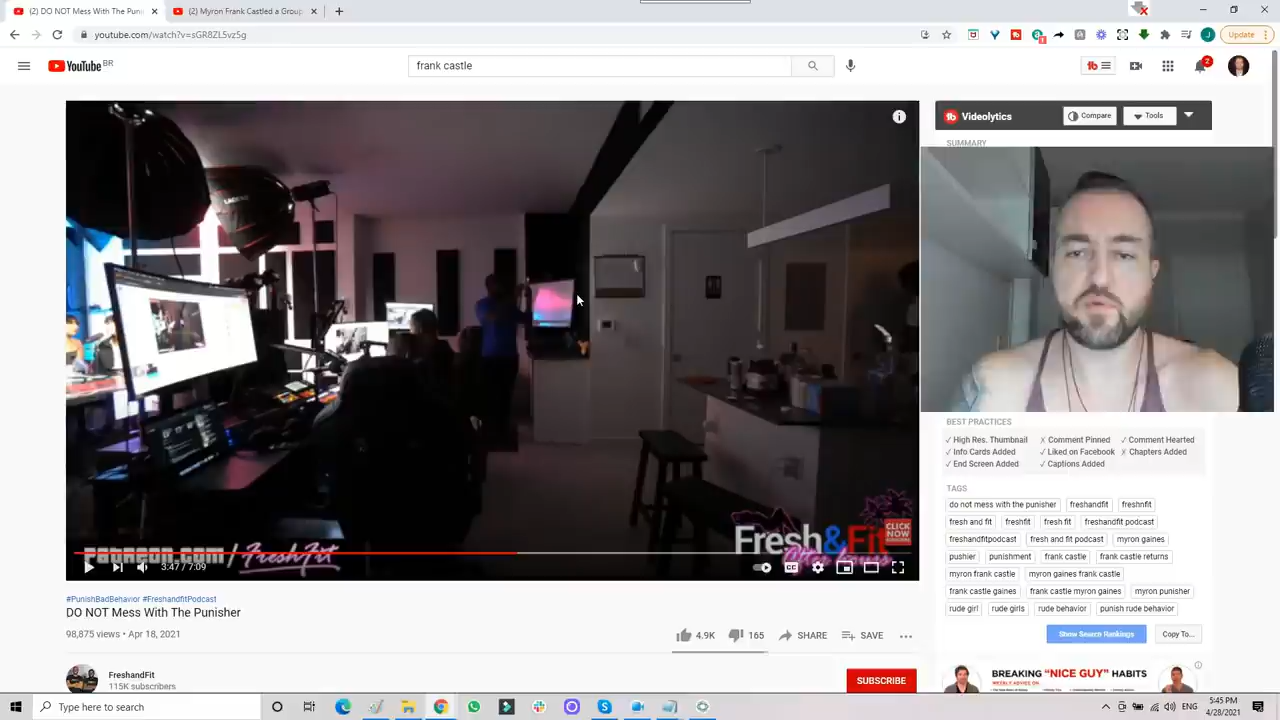 (2) DO NOT Mess With The Puni
(2) Myron Frank Castled a Group
youtube.com/watch?v=sGR8ZL5vz5g
Update
YouTube BR
frank castle
2
Videolytics
Compare
Tools
SUMMARY
Fresh&Fit
CLICK
NOW
patreon.com/FreshFit
3:47 / 7:09
BEST PRACTICES
✓ High Res. Thumbnail
✗ Comment Pinned
✓ Comment Hearted
✓ Info Cards Added
✓ Liked on Facebook
✗ Chapters Added
✓ End Screen Added
✓ Captions Added
TAGS
do not mess with the punisher
freshandfit
freshnfit
fresh and fit
freshfit
fresh fit
freshandfit podcast
freshandfitpodcast
fresh and fit podcast
myron gaines
pushier
punishment
frank castle
frank castle returns
myron frank castle
myron gaines frank castle
frank castle gaines
frank castle myron gaines
myron punisher
rude girl
rude girls
rude behavior
punish rude behavior
Show Search Rankings
Copy To...
#PunishBadBehavior #FreshandfitPodcast
DO NOT Mess With The Punisher
98,875 views • Apr 18, 2021
4.9K
165
SHARE
SAVE
FreshandFit
115K subscribers
SUBSCRIBE
BREAKING "NICE GUY" HABITS
Type here to search
ENG
5:45 PM
4/28/2021